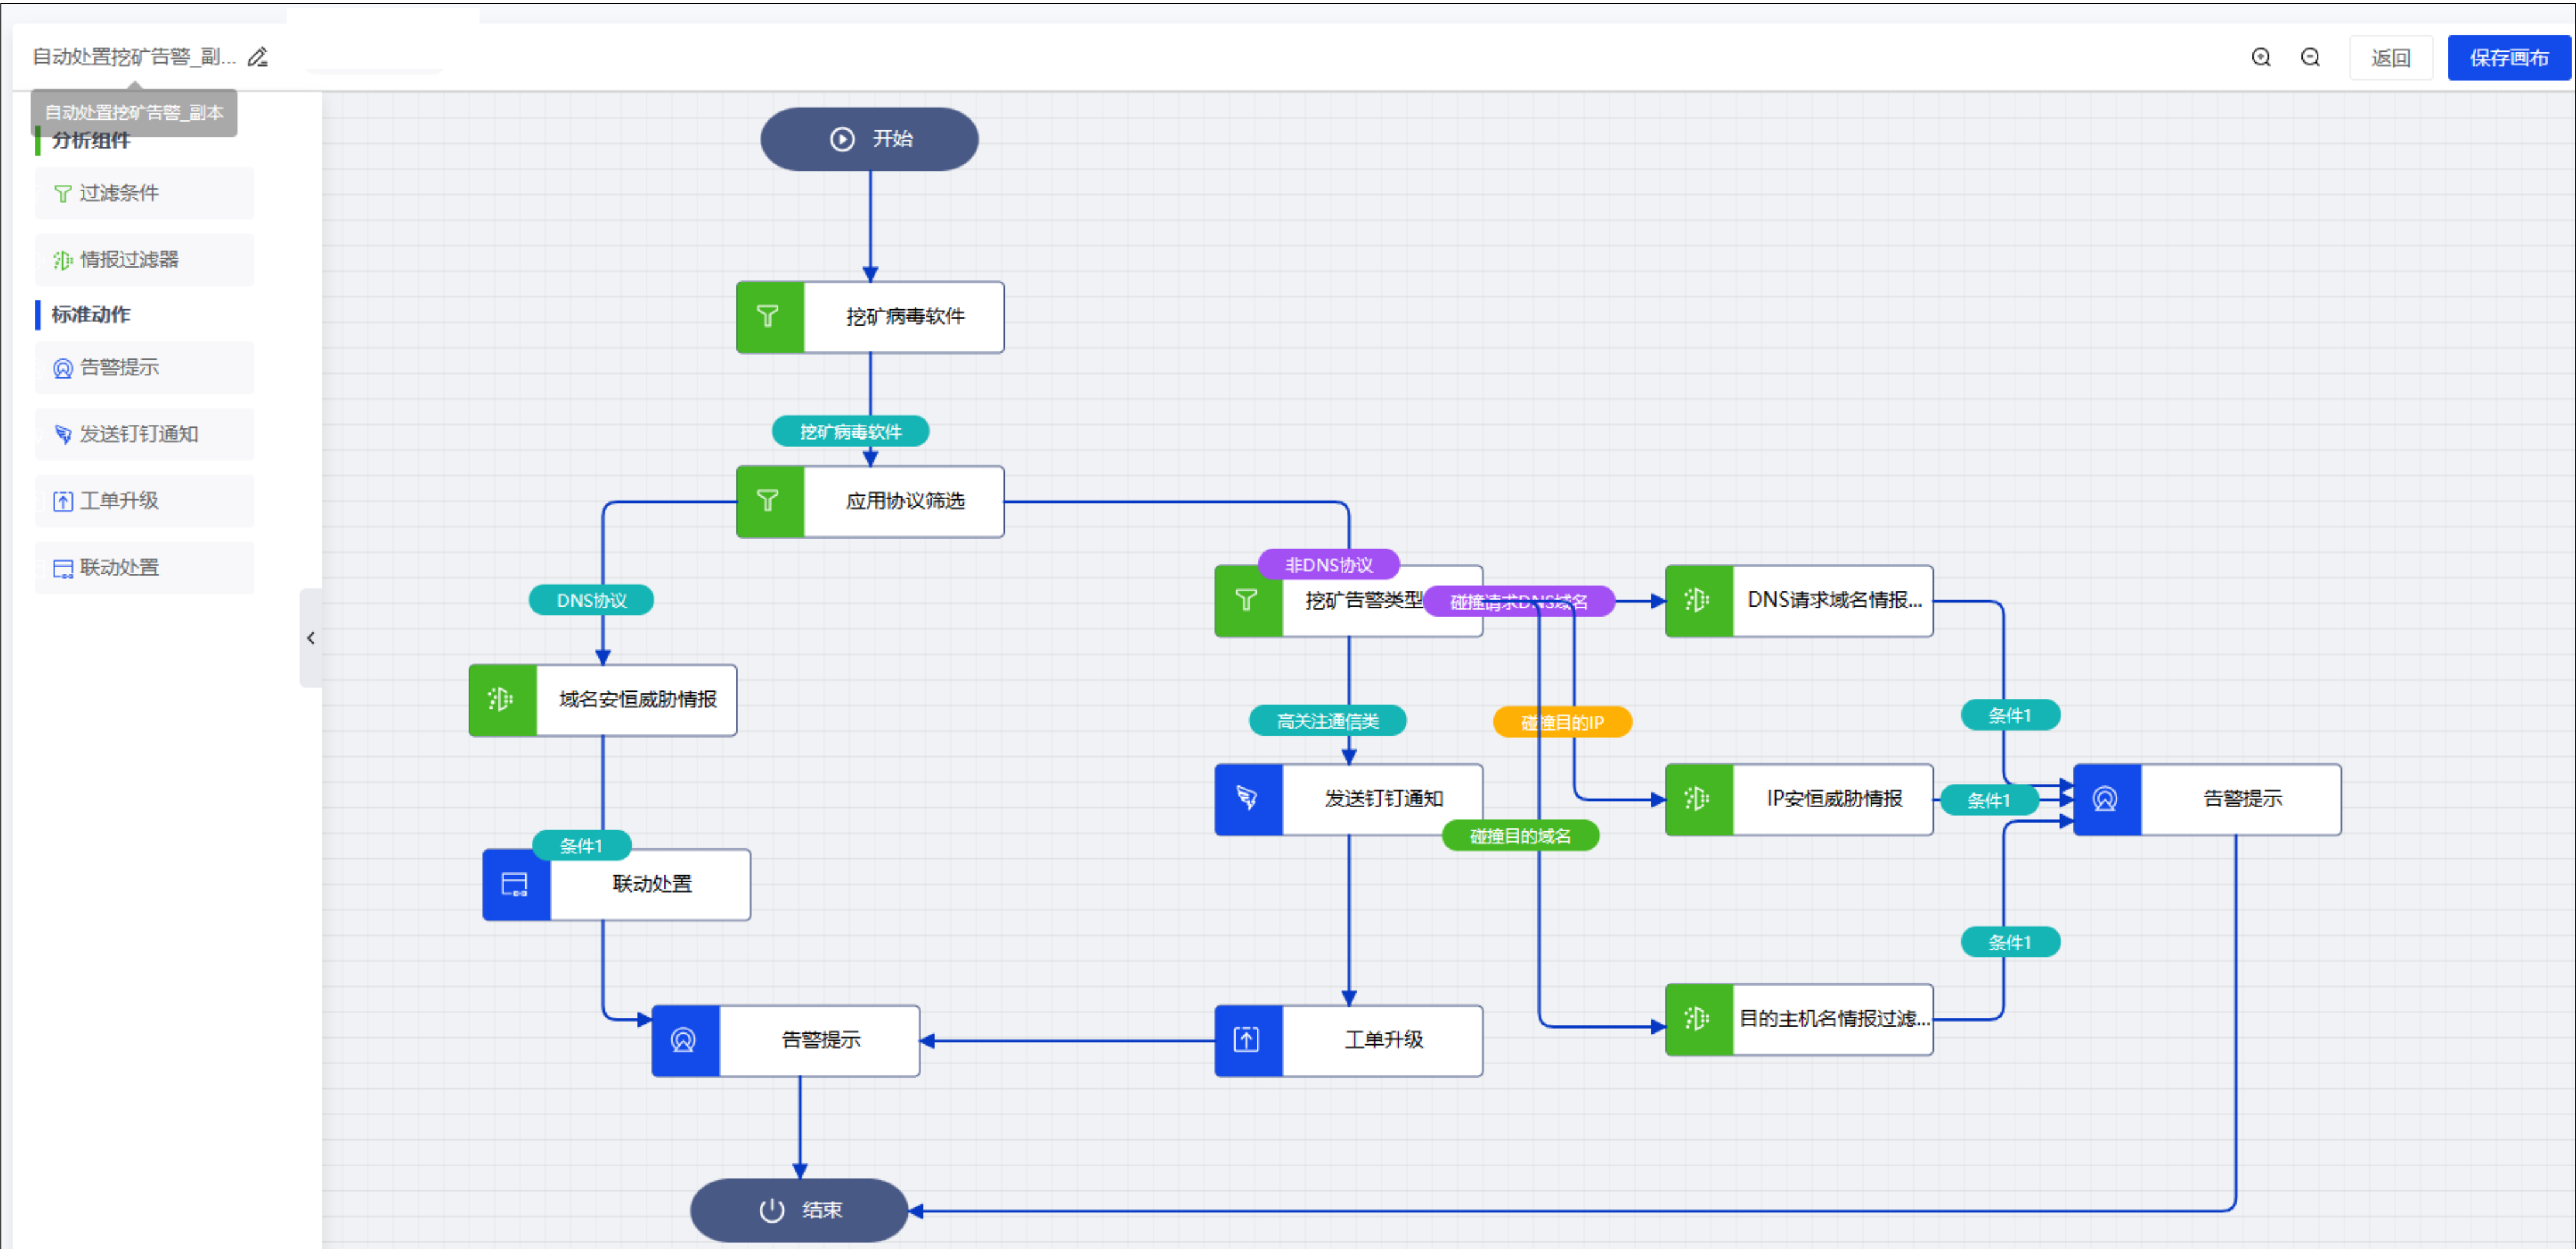 自动处置挖矿告警_副...
返回
保存画布
自动处置挖矿告警_副本
分析组件
过滤条件
情报过滤器
标准动作
告警提示
发送钉钉通知
工单升级
联动处置
开始
挖矿病毒软件
挖矿病毒软件
应用协议筛选
DNS协议
非DNS协议
挖矿告警类型
碰撞请求DNS域名
DNS请求域名情报...
域名安恒威胁情报
高关注通信类
碰撞目的IP
条件1
发送钉钉通知
IP安恒威胁情报
条件1
告警提示
碰撞目的域名
条件1
联动处置
条件1
目的主机名情报过滤...
告警提示
工单升级
结束